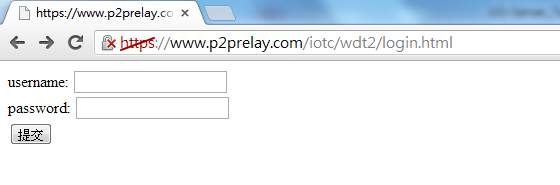 https://www.p2prelay.co
https://www.p2prelay.com/iotc/wdt2/login.html
username:
password:
提交